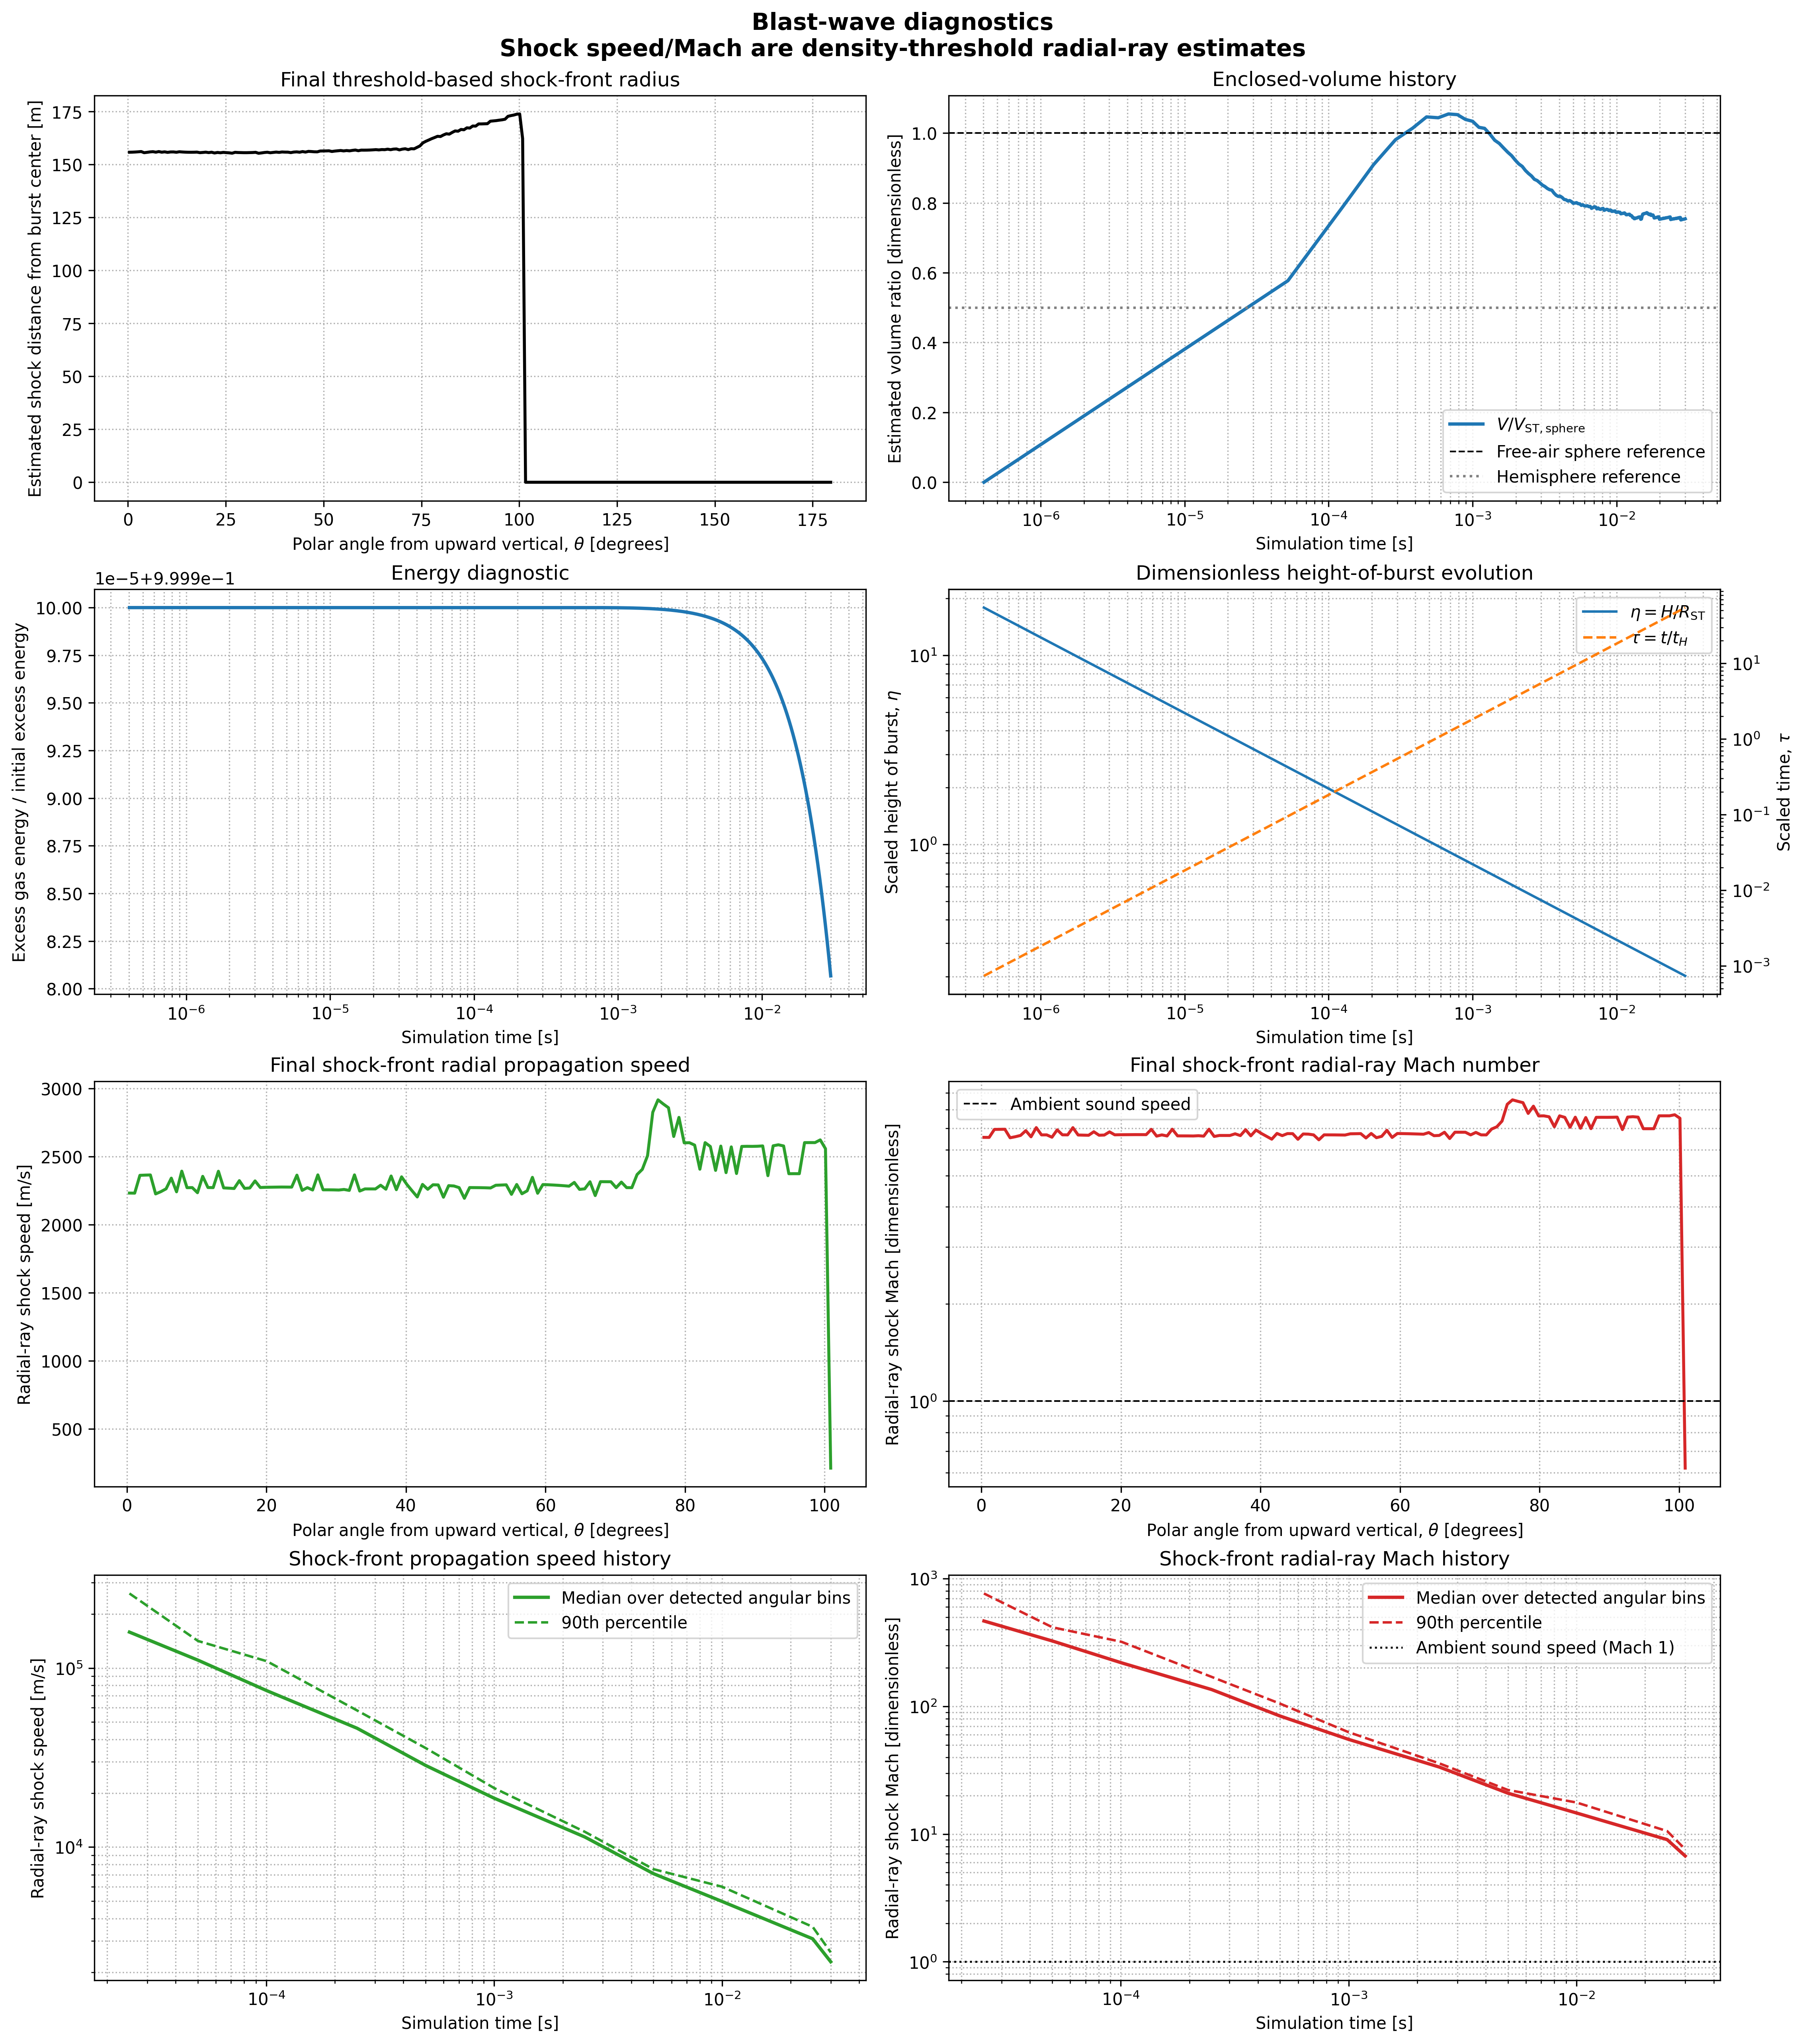 Blast-wave diagnostics
Shock speed/Mach are density-threshold radial-ray estimates
Final threshold-based shock-front radius
Estimated shock distance from burst center [m]
175
150
125
100
75
50
25
0
0 25 50 75 100 125 150 175
Polar angle from upward vertical, θ [degrees]
Enclosed-volume history
Estimated volume ratio [dimensionless]
1.0
0.8
0.6
0.4
0.2
0.0
V/V_ST, sphere
Free-air sphere reference
Hemisphere reference
10⁻⁶ 10⁻⁵ 10⁻⁴ 10⁻³ 10⁻²
Simulation time [s]
Energy diagnostic
1e−5+9.999e−1
Excess gas energy / initial excess energy
10.00
9.75
9.50
9.25
9.00
8.75
8.50
8.25
8.00
10⁻⁶ 10⁻⁵ 10⁻⁴ 10⁻³ 10⁻²
Simulation time [s]
Dimensionless height-of-burst evolution
Scaled height of burst, η
10¹
10⁰
η = H/R_ST
τ = t/t_H
10¹
10⁰
10⁻¹
10⁻²
10⁻³
Scaled time, τ
10⁻⁶ 10⁻⁵ 10⁻⁴ 10⁻³ 10⁻²
Simulation time [s]
Final shock-front radial propagation speed
Radial-ray shock speed [m/s]
3000
2500
2000
1500
1000
500
0 20 40 60 80 100
Polar angle from upward vertical, θ [degrees]
Final shock-front radial-ray Mach number
Radial-ray shock Mach [dimensionless]
Ambient sound speed
10⁰
0 20 40 60 80 100
Polar angle from upward vertical, θ [degrees]
Shock-front propagation speed history
Radial-ray shock speed [m/s]
10⁵
10⁴
Median over detected angular bins
90th percentile
10⁻⁴ 10⁻³ 10⁻²
Simulation time [s]
Shock-front radial-ray Mach history
Radial-ray shock Mach [dimensionless]
10³
10²
10¹
10⁰
Median over detected angular bins
90th percentile
Ambient sound speed (Mach 1)
10⁻⁴ 10⁻³ 10⁻²
Simulation time [s]